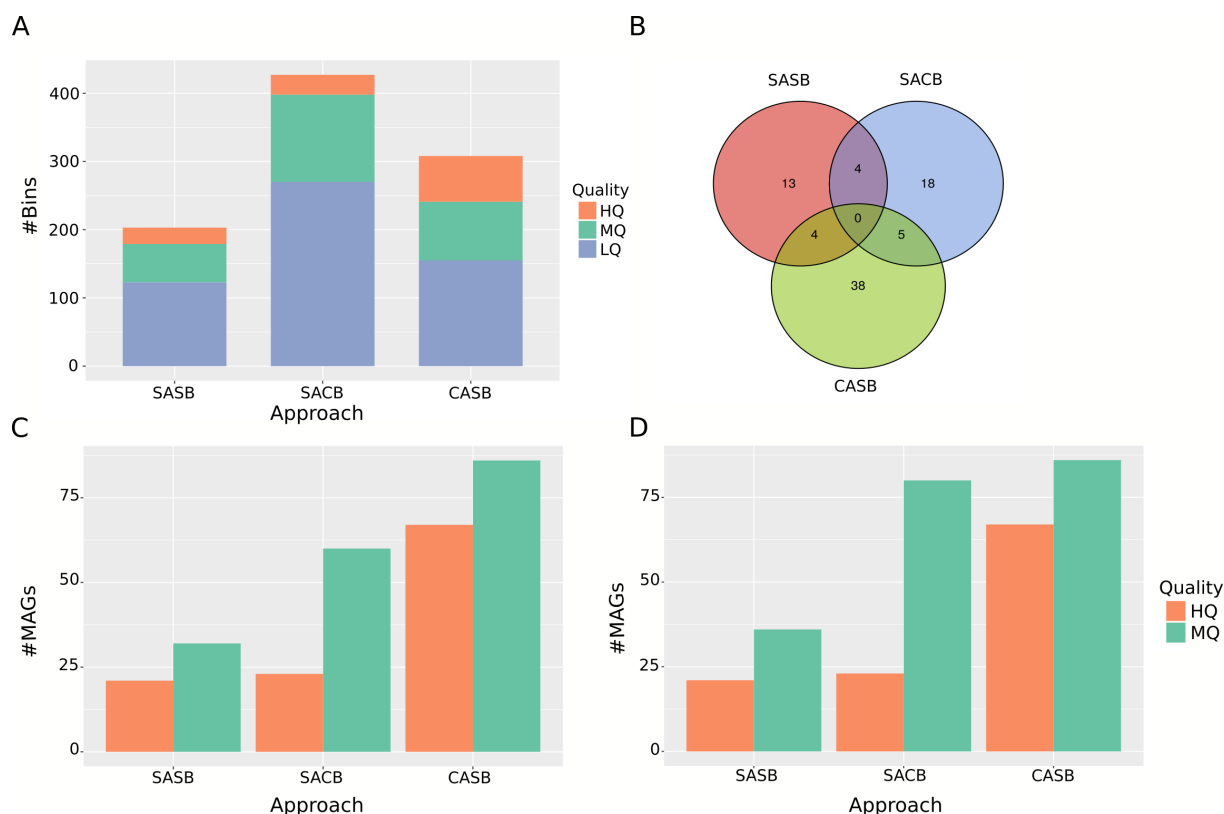 A
#Bins
400
300
200
100
0
SASB SACB CASB
Approach
Quality
HQ
MQ
LQ
B
SASB SACB
13 4 18
0
4 5
38
CASB
C
#MAGs
75
50
25
0
SASB SACB CASB
Approach
D
#MAGs
75
50
25
0
SASB SACB CASB
Approach
Quality
HQ
MQ